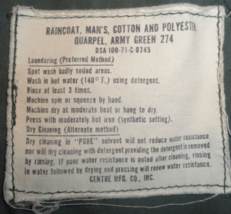 RAINCOAT, MAN'S, COTTON AND POLYESTER
QUARPEL, ARMY GREEN 274
DSA 100-71-C 0745
Laundering (Preferred Method)
Spot wash badly soiled areas.
Wash in hot water (140° F.) using detergent.
Rinse at least 3 times.
Machine spin or squeeze by hand.
Machine dry at moderate heat or hang to dry.
Press with moderately hot iron (synthetic setting).
Dry Cleaning (Alternate method)
Dry cleaning in "PURE" solvent will not reduce water resistance
nor will dry cleaning with detergent providing the detergent is removed
by rinsing. If poor water resistance is noted after cleaning, rinsing
in water followed by drying and pressing will renew water resistance.
CENTRE MFG. CO., INC.